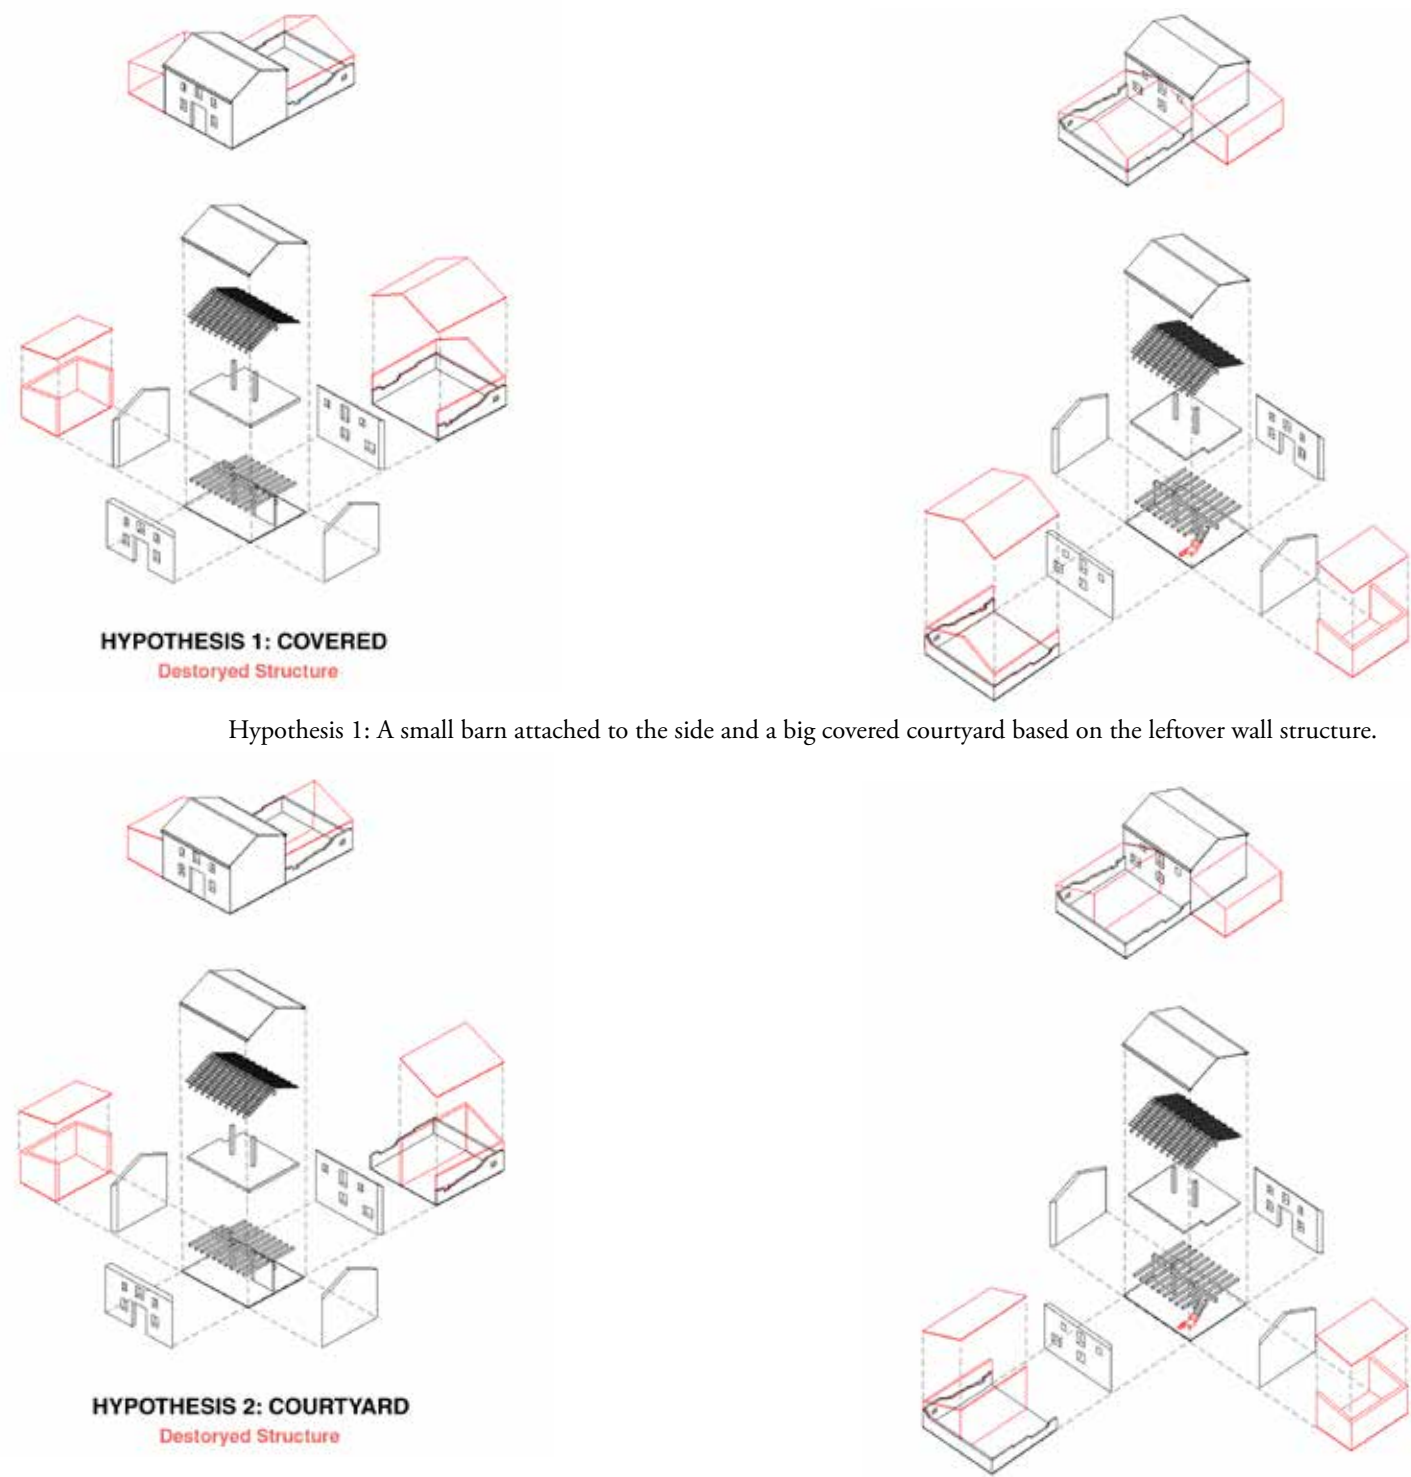 HYPOTHESIS 1: COVERED
Destoryed Structure
Hypothesis 1: A small barn attached to the side and a big covered courtyard based on the leftover wall structure.
HYPOTHESIS 2: COURTYARD
Destoryed Structure